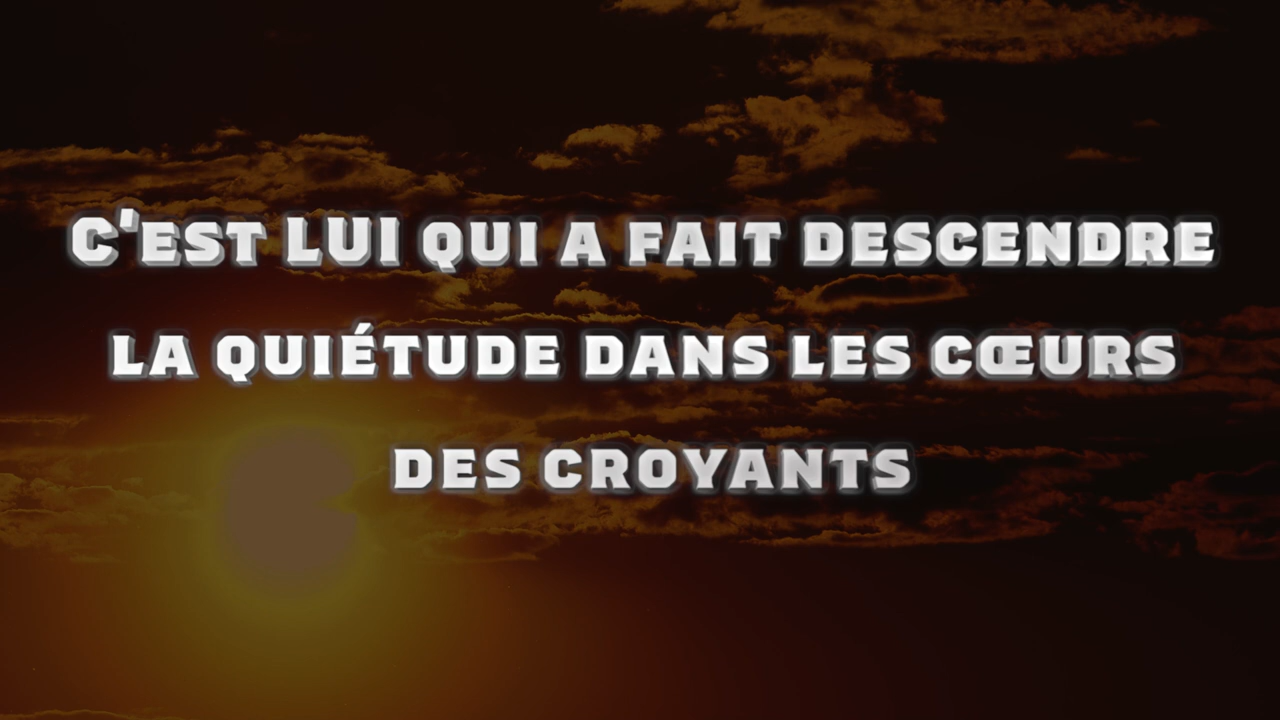 C'EST LUI QUI A FAIT DESCENDRE
LA QUIÉTUDE DANS LES CŒURS
DES CROYANTS